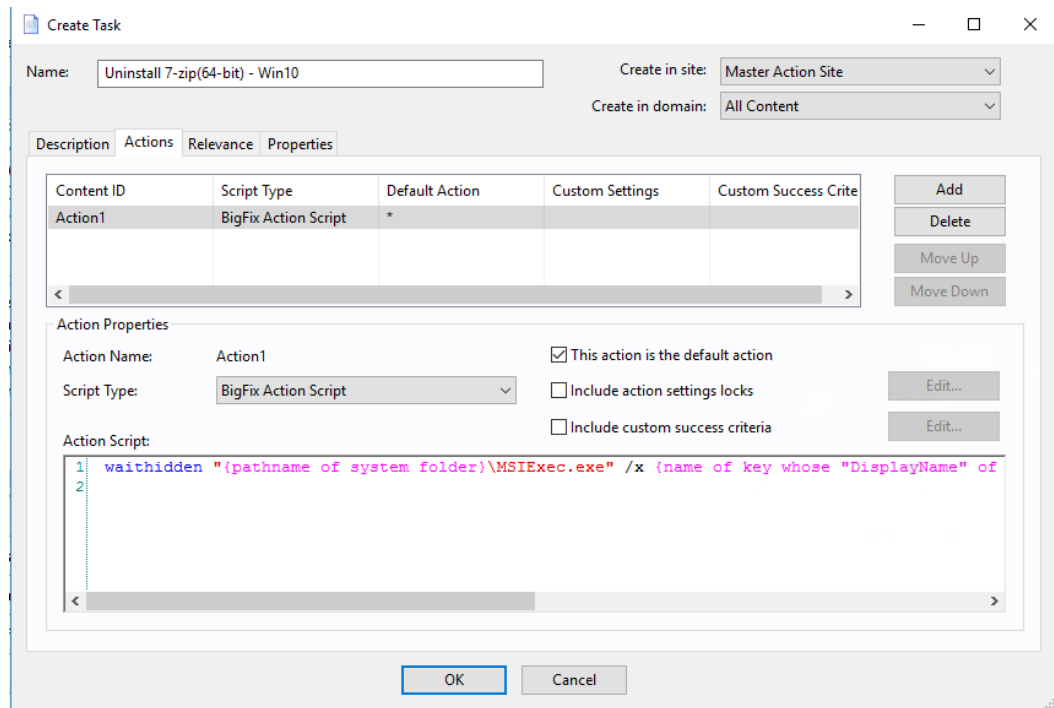 Create Task
Name: Uninstall 7-zip(64-bit) - Win10 Create in site: Master Action Site
Create in domain: All Content
Description Actions Relevance Properties
Content ID Script Type Default Action Custom Settings Custom Success Crite Add
Action1 BigFix Action Script * Delete
Move Up
Move Down
Action Properties
Action Name: Action1 This action is the default action
Script Type: BigFix Action Script Include action settings locks Edit...
Include custom success criteria Edit...
Action Script:
1 waithidden "{pathname of system folder}\MSIExec.exe" /x {name of key whose "DisplayName" of
2
OK Cancel